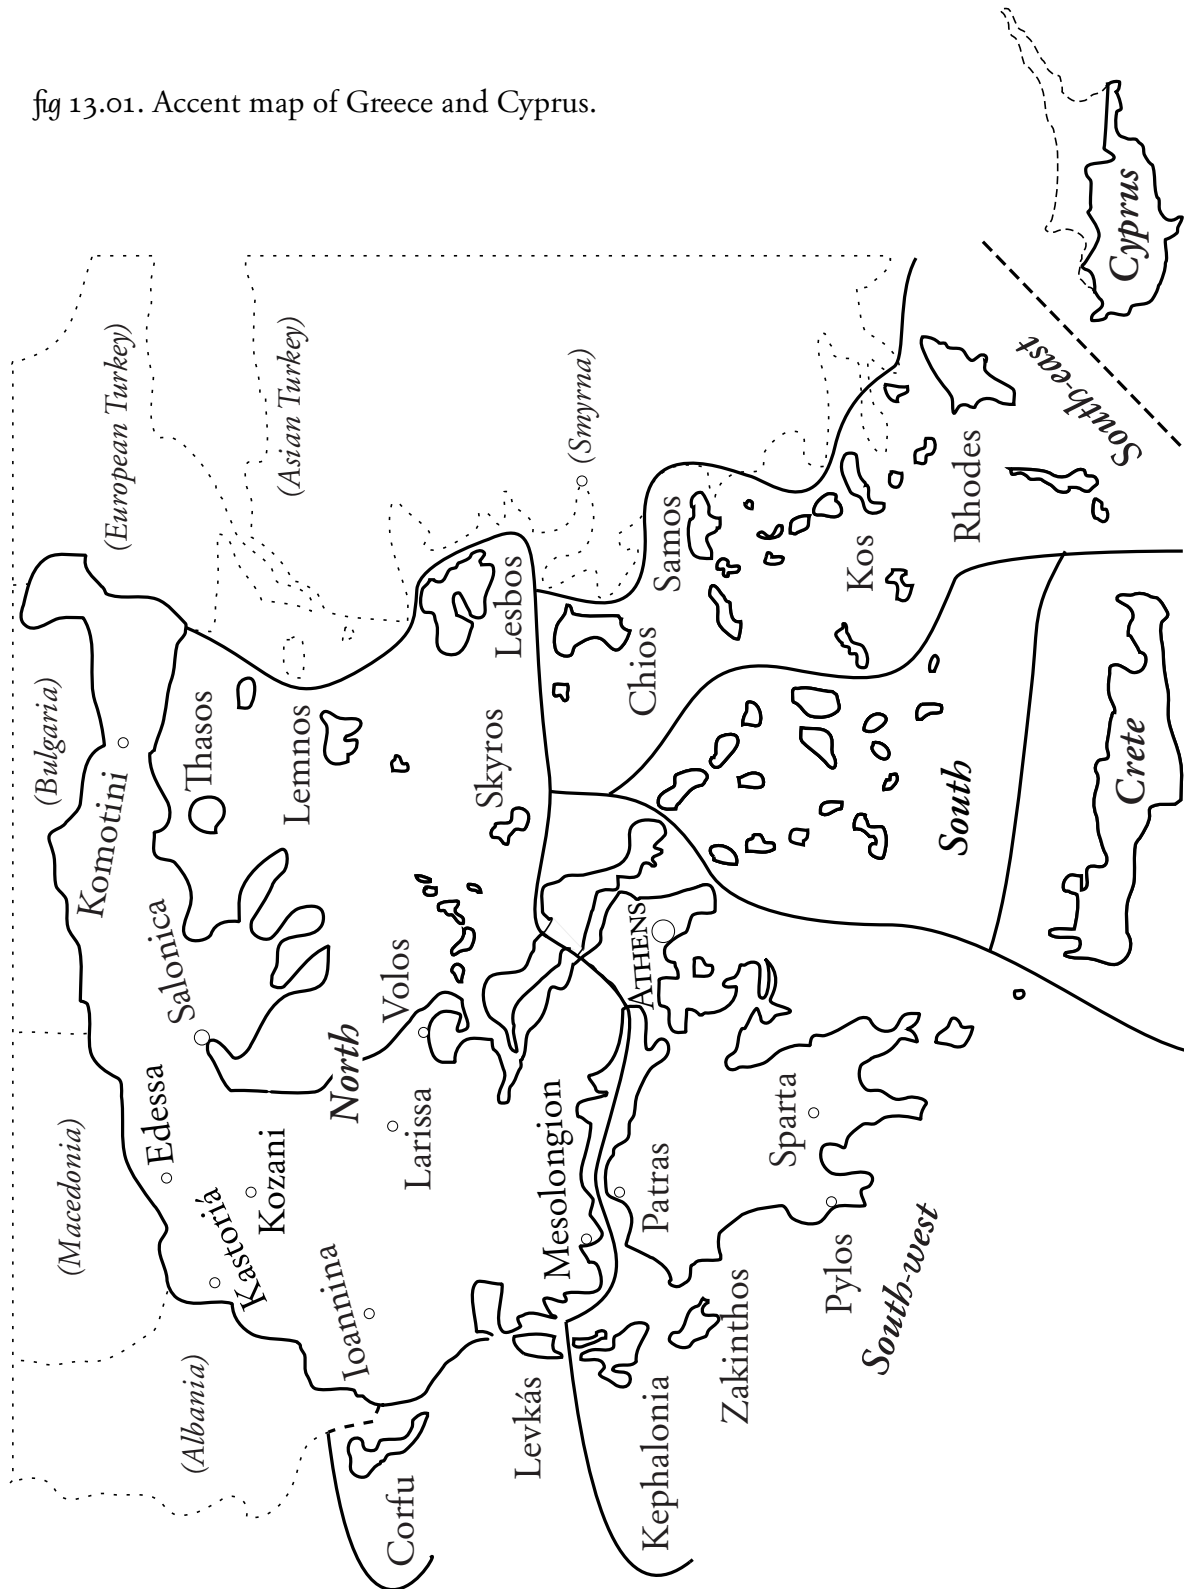 fig 13.01. Accent map of Greece and Cyprus.
(Bulgaria)
(European Turkey)
(Macedonia)
Komotini
Edessa
Salonica
Thasos
(Albania)
Kastoriá
Kozani
Lemnos
(Asian Turkey)
Ioannina
North
Corfu
Larissa
Volos
Skyros
Lesbos
(Smyrna)
Levkás
Mesolongion
Kephalonia
Patras
ATHENS
Chios
Samos
Zakinthos
Sparta
Pylos
Kos
South-west
South
Rhodes
South-east
Crete
Cyprus